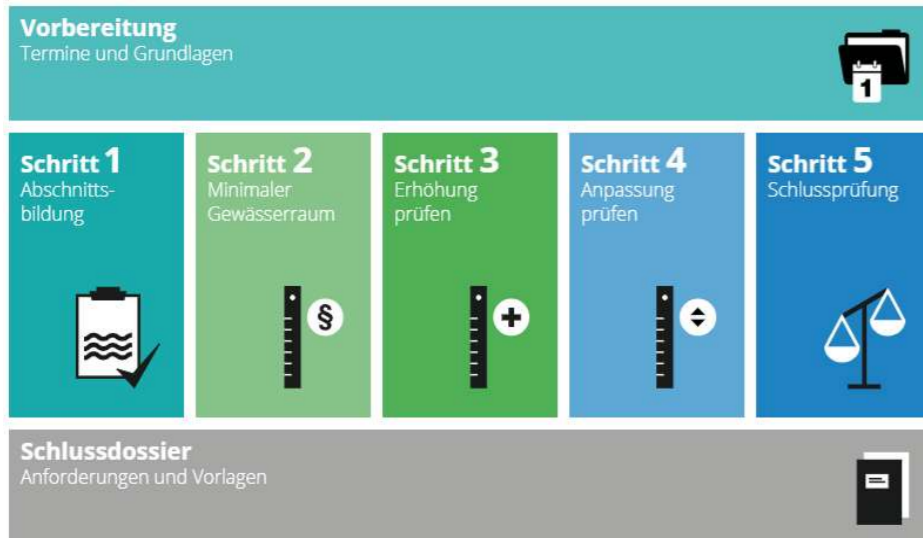 Vorbereitung
Termine und Grundlagen
1
Schritt 1
Abschnitts-
bildung
Schritt 2
Minimaler
Gewässerraum
§
Schritt 3
Erhöhung
prüfen
Schritt 4
Anpassung
prüfen
Schritt 5
Schlussprüfung
Schlussdossier
Anforderungen und Vorlagen